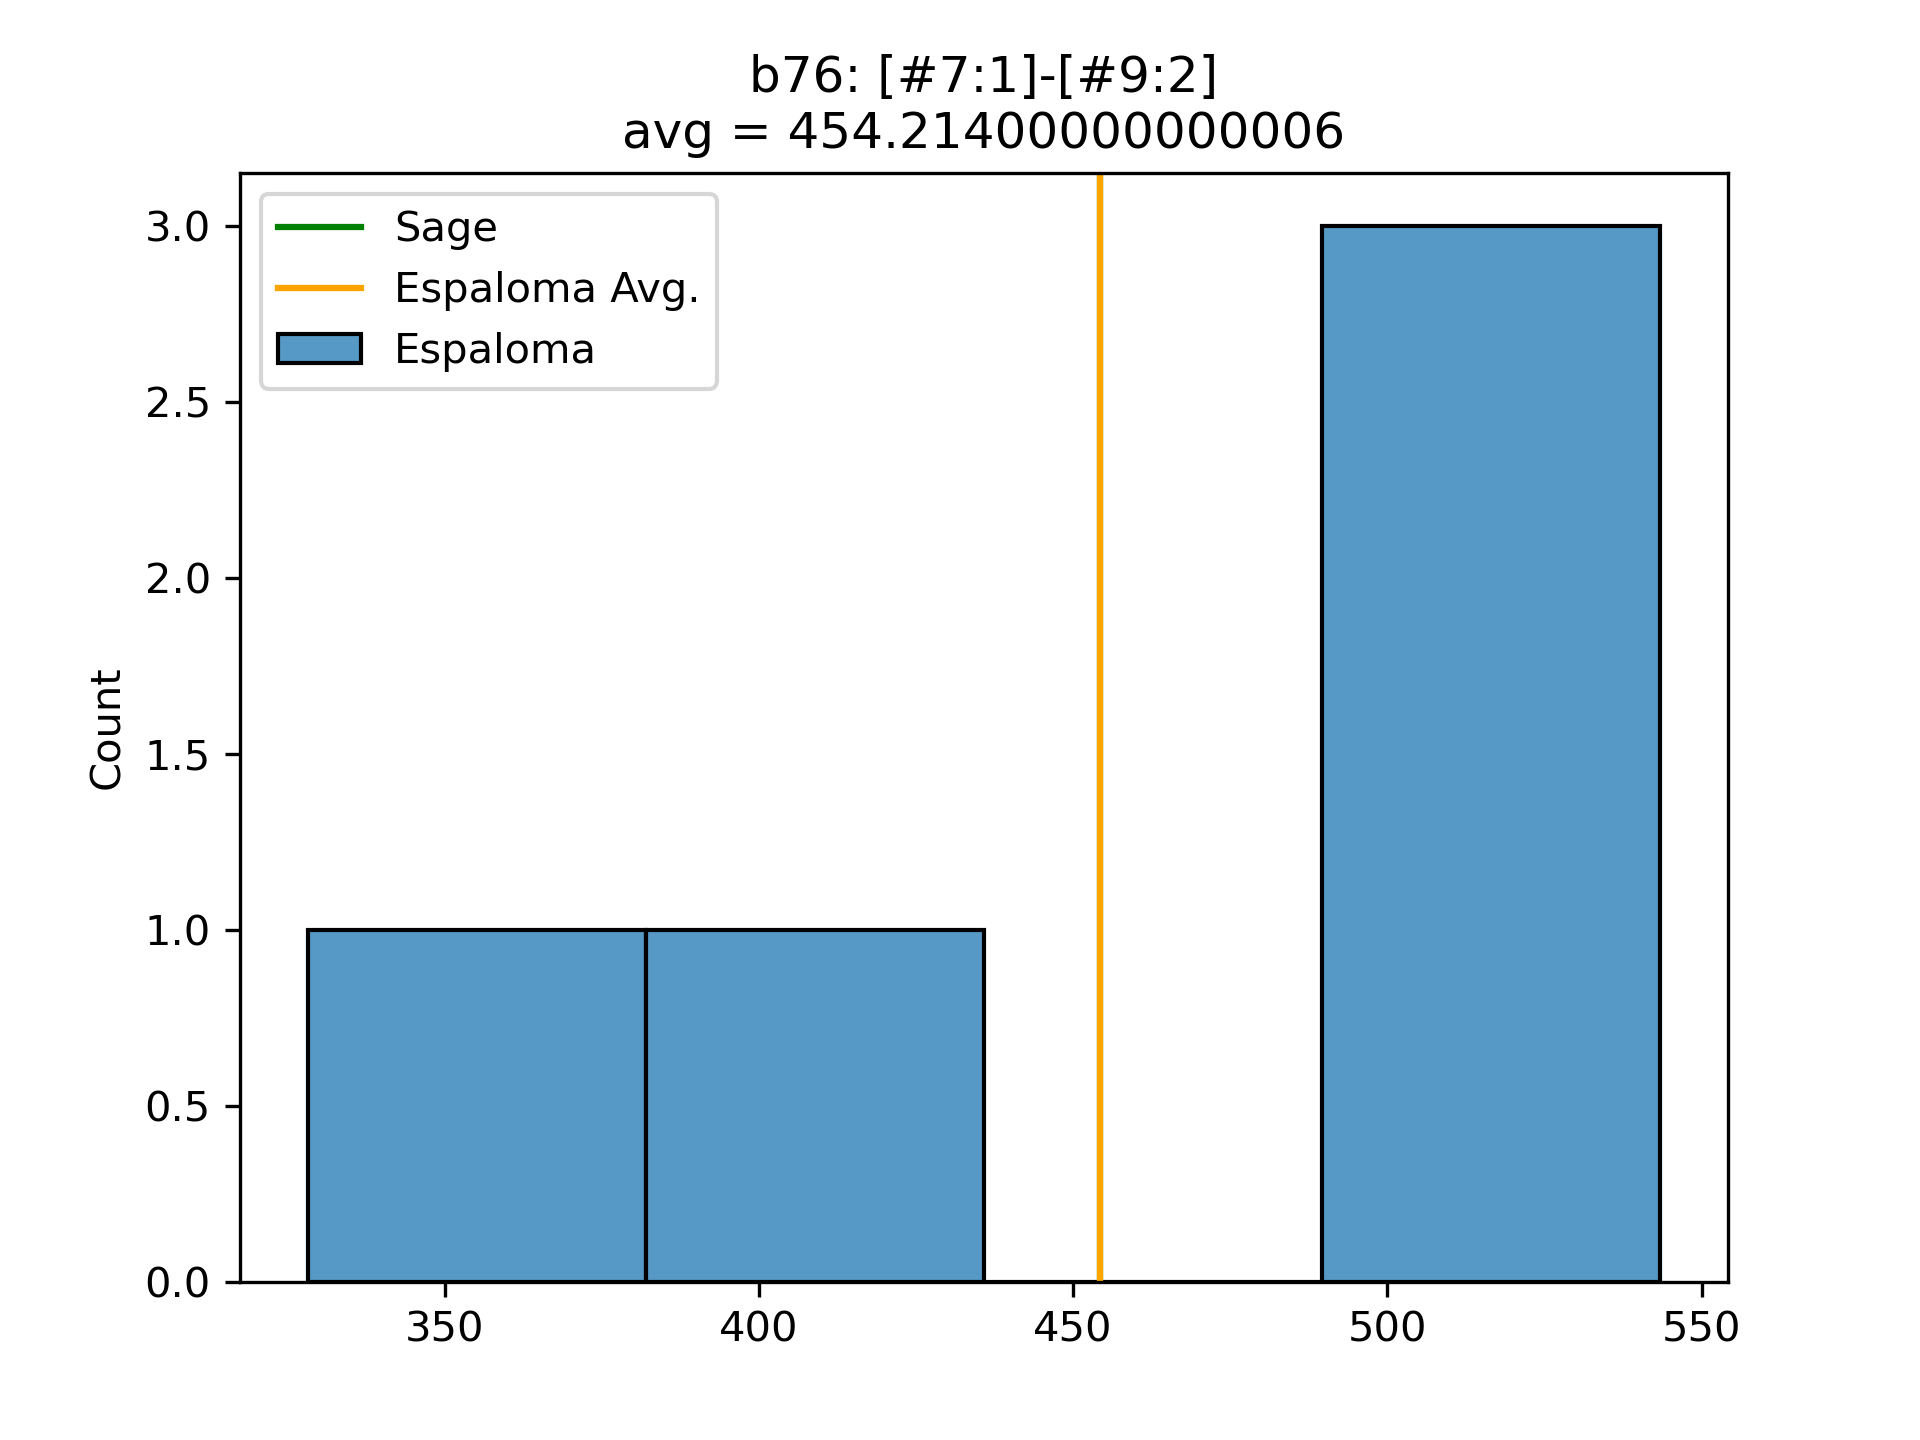 b76: [#7:1]-[#9:2]
avg = 454.21400000000006
Sage
Espaloma Avg.
Espaloma
3.0
2.5
2.0
1.5
1.0
0.5
0.0
Count
350 400 450 500 550